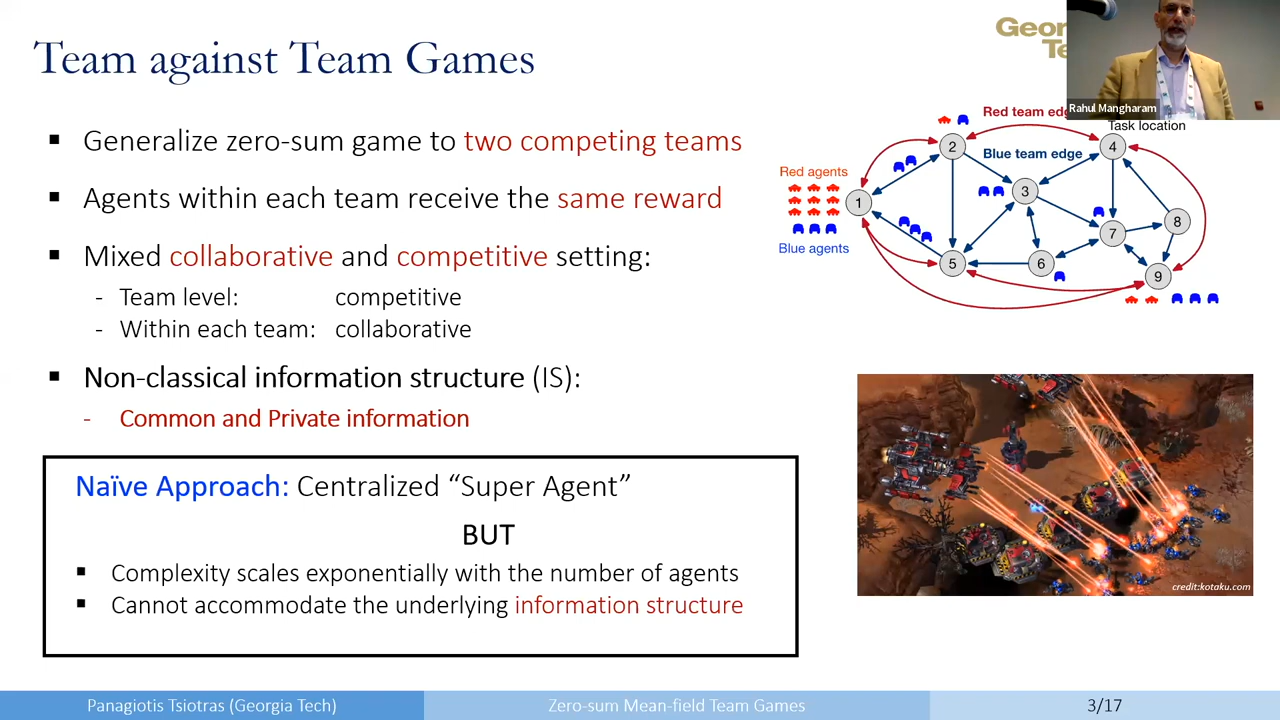 Team against Team Games
▪ Generalize zero-sum game to two competing teams
▪ Agents within each team receive the same reward
▪ Mixed collaborative and competitive setting:
- Team level: competitive
- Within each team: collaborative
▪ Non-classical information structure (IS):
- Common and Private information
Naïve Approach: Centralized “Super Agent”
BUT
▪ Complexity scales exponentially with the number of agents
▪ Cannot accommodate the underlying information structure
Rahul Mangharam
Red team
Task location
Blue team edge
Red agents
Blue agents
1
2
3
4
5
6
7
8
9
credit:kotaku.com
Panagiotis Tsiotras (Georgia Tech)
Zero-sum Mean-field Team Games
3/17